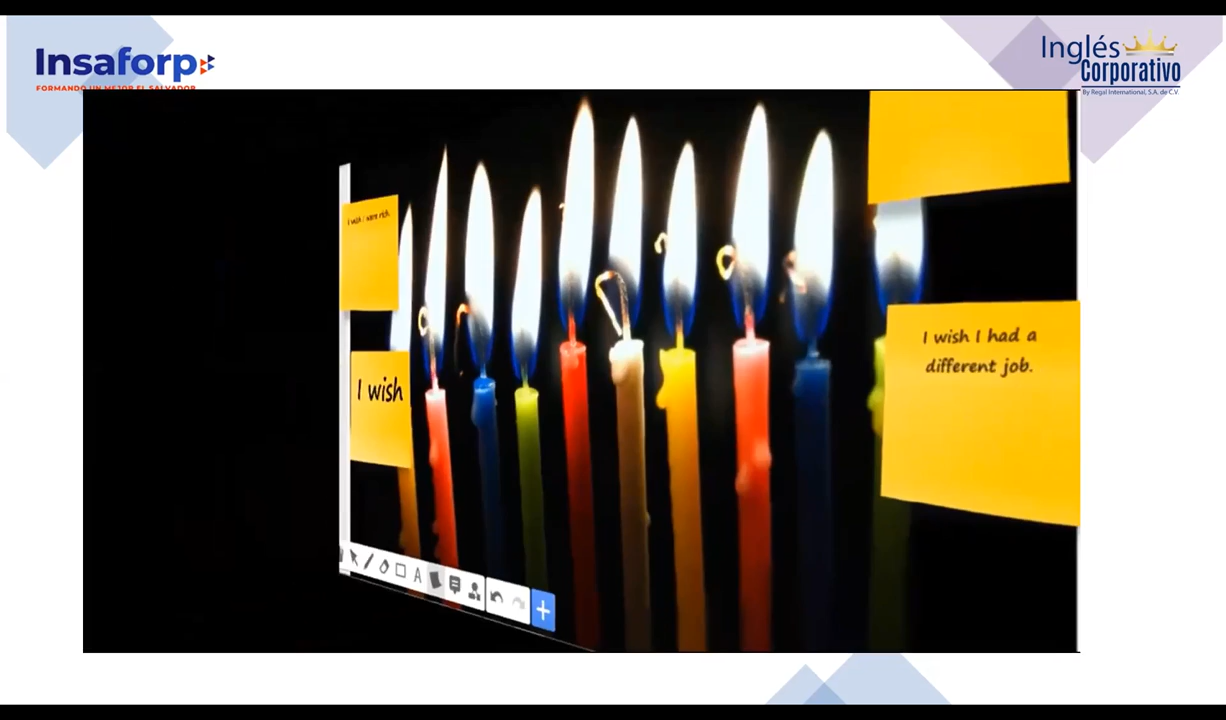 Insaforp
FORMANDO UN MEJOR EL SALVADOR
Inglés
Corporativo
By Regal International, S.A. de C.V.
I wish I were rich.
I wish
I wish I had a
different job.
A